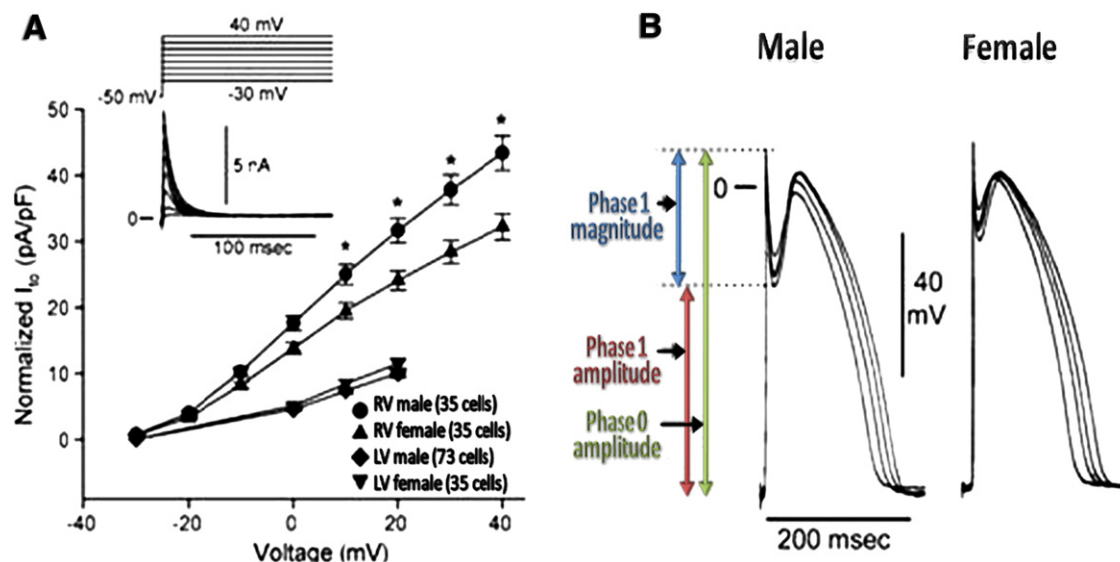 A
40 mV
-50 mV
-30 mV
5 nA
0
100 msec
Normalized Ito (pA/pF)
50
40
30
20
10
0
*
*
*
*
RV male (35 cells)
RV female (35 cells)
LV male (73 cells)
LV female (35 cells)
-40
-20
0
20
40
Voltage (mV)
B
Male
Female
0
Phase 1
magnitude
Phase 1
amplitude
Phase 0
amplitude
40
mV
200 msec